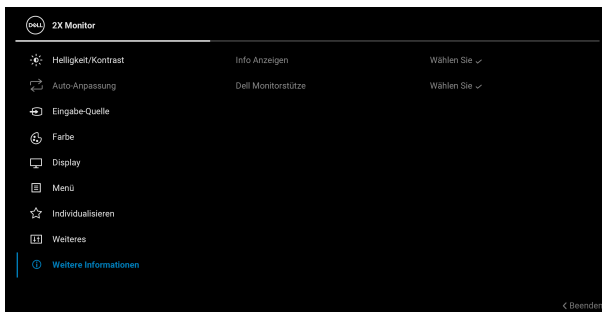 DELL 2X Monitor
Helligkeit/Kontrast Info Anzeigen Wählen Sie
Auto-Anpassung Dell Monitorstütze Wählen Sie
Eingabe-Quelle
Farbe
Display
Menü
Individualisieren
Weiteres
Weitere Informationen
Beenden